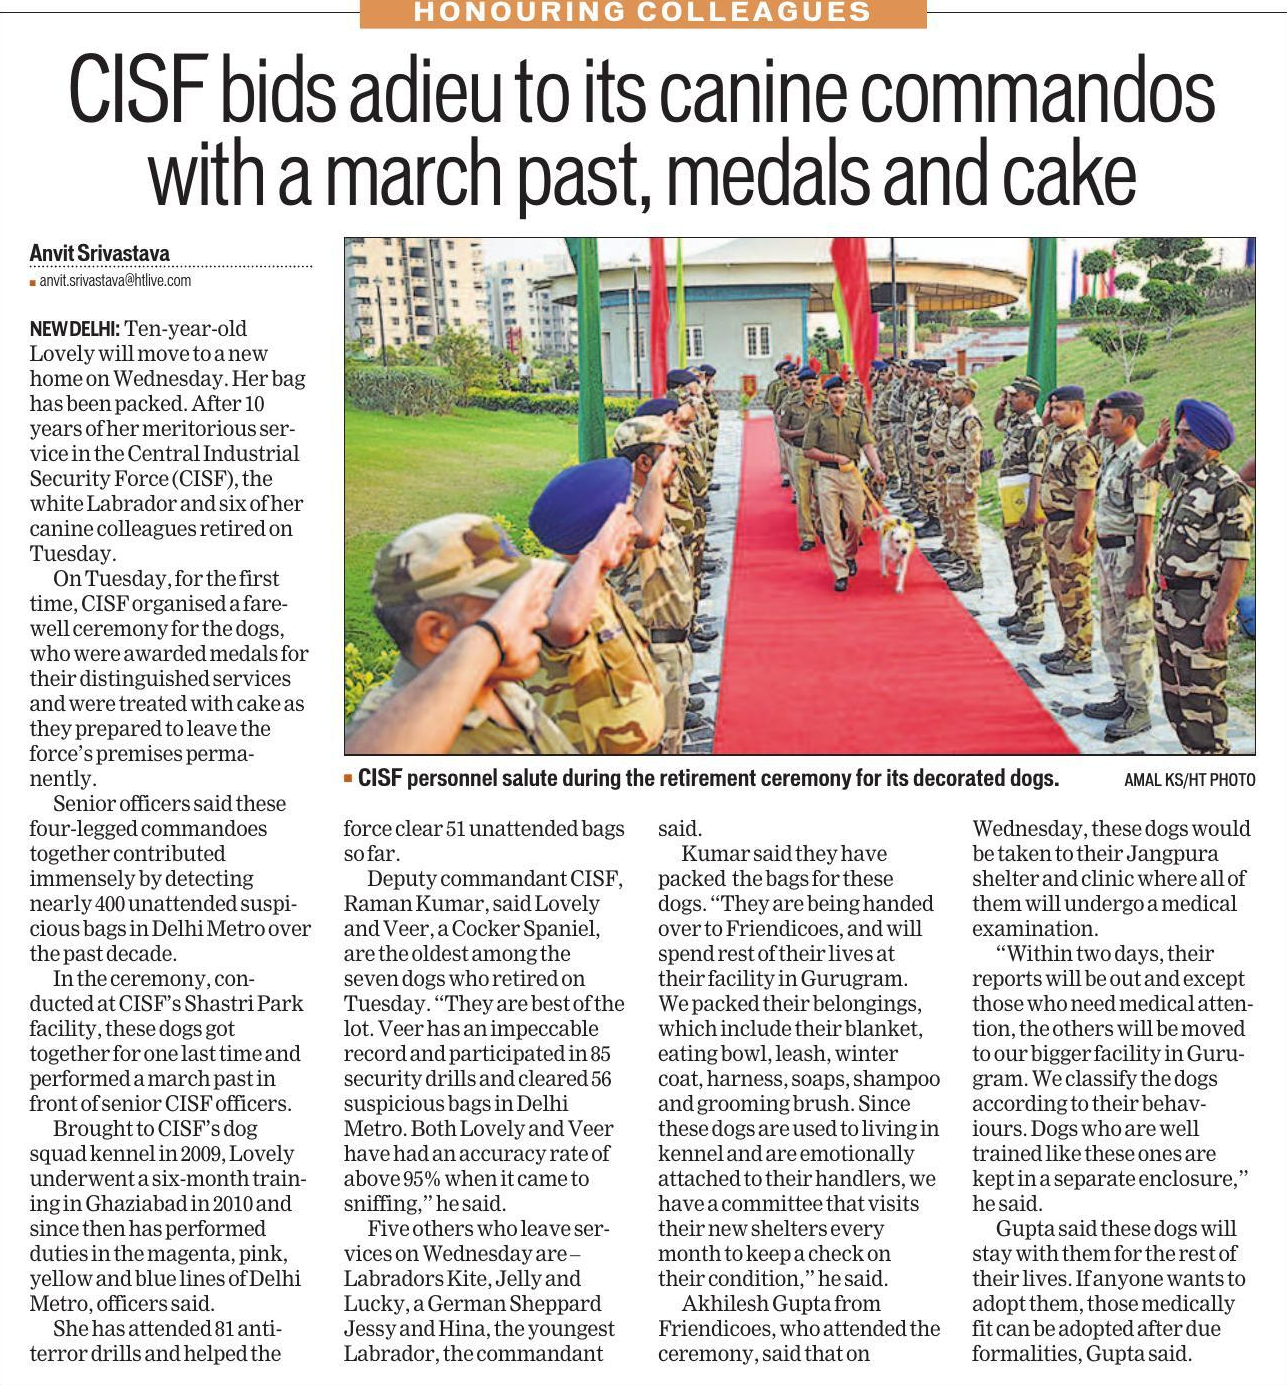 HONOURING COLLEAGUES
CISF bids adieu to its canine commandos
with a march past, medals and cake
Anvit Srivastava
anvit.srivastava@htlive.com
NEW DELHI: Ten-year-old
Lovely will move to a new
home on Wednesday. Her bag
has been packed. After 10
years of her meritorious ser-
vice in the Central Industrial
Security Force (CISF), the
white Labrador and six of her
canine colleagues retired on
Tuesday.
On Tuesday, for the first
time, CISF organised a fare-
well ceremony for the dogs,
who were awarded medals for
their distinguished services
and were treated with cake as
they prepared to leave the
force's premises perma-
nently.
Senior officers said these
four-legged commandoes
together contributed
immensely by detecting
nearly 400 unattended suspi-
cious bags in Delhi Metro over
the past decade.
In the ceremony, con-
ducted at CISF's Shastri Park
facility, these dogs got
together for one last time and
performed a march past in
front of senior CISF officers.
Brought to CISF's dog
squad kennel in 2009, Lovely
underwent a six-month train-
ing in Ghaziabad in 2010 and
since then has performed
duties in the magenta, pink,
yellow and blue lines of Delhi
Metro, officers said.
She has attended 81 anti-
terror drills and helped the
CISF personnel salute during the retirement ceremony for its decorated dogs.
AMAL KS/HT PHOTO
force clear 51 unattended bags
so far.
Deputy commandant CISF,
Raman Kumar, said Lovely
and Veer, a Cocker Spaniel,
are the oldest among the
seven dogs who retired on
Tuesday. "They are best of the
lot. Veer has an impeccable
record and participated in 85
security drills and cleared 56
suspicious bags in Delhi
Metro. Both Lovely and Veer
have had an accuracy rate of
above 95% when it came to
sniffing," he said.
Five others who leave ser-
vices on Wednesday are –
Labradors Kite, Jelly and
Lucky, a German Sheppard
Jessy and Hina, the youngest
Labrador, the commandant
said.
Kumar said they have
packed the bags for these
dogs. "They are being handed
over to Friendicoes, and will
spend rest of their lives at
their facility in Gurugram.
We packed their belongings,
which include their blanket,
eating bowl, leash, winter
coat, harness, soaps, shampoo
and grooming brush. Since
these dogs are used to living in
kennel and are emotionally
attached to their handlers, we
have a committee that visits
their new shelters every
month to keep a check on
their condition," he said.
Akhilesh Gupta from
Friendicoes, who attended the
ceremony, said that on
Wednesday, these dogs would
be taken to their Jangpura
shelter and clinic where all of
them will undergo a medical
examination.
"Within two days, their
reports will be out and except
those who need medical atten-
tion, the others will be moved
to our bigger facility in Guru-
gram. We classify the dogs
according to their behav-
iours. Dogs who are well
trained like these ones are
kept in a separate enclosure,"
he said.
Gupta said these dogs will
stay with them for the rest of
their lives. If anyone wants to
adopt them, those medically
fit can be adopted after due
formalities, Gupta said.